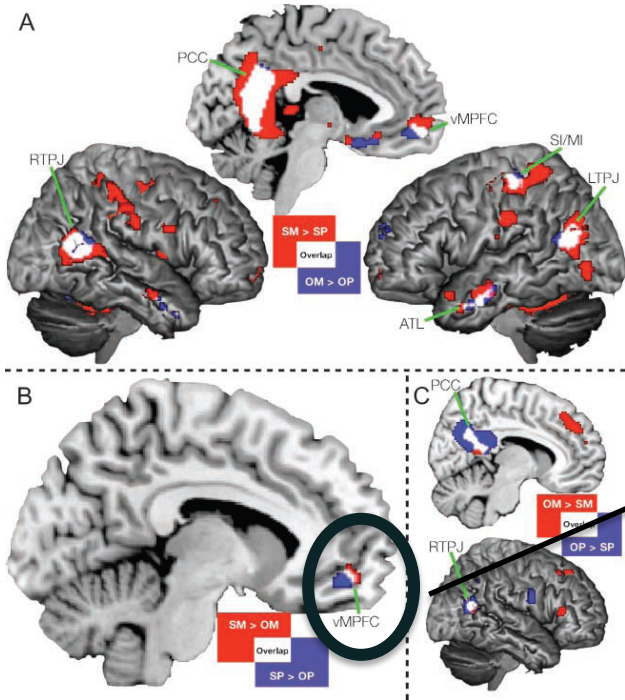 A
PCC
vMPFC
SI/MI
RTPJ
LTPJ
SM > SP
Overlap
OM > OP
ATL
B
C
PCC
OM > SM
Overlap
OP > SP
RTPJ
vMPFC
SM > OM
Overlap
SP > OP